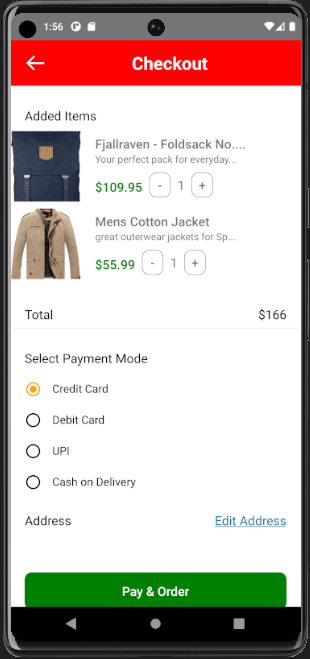 1:56
Checkout
Added Items
Fjallraven - Foldsack No....
Your perfect pack for everyday...
$109.95 - 1 +
Mens Cotton Jacket
great outerwear jackets for Sp...
$55.99 - 1 +
Total $166
Select Payment Mode
Credit Card
Debit Card
UPI
Cash on Delivery
Address Edit Address
Pay & Order